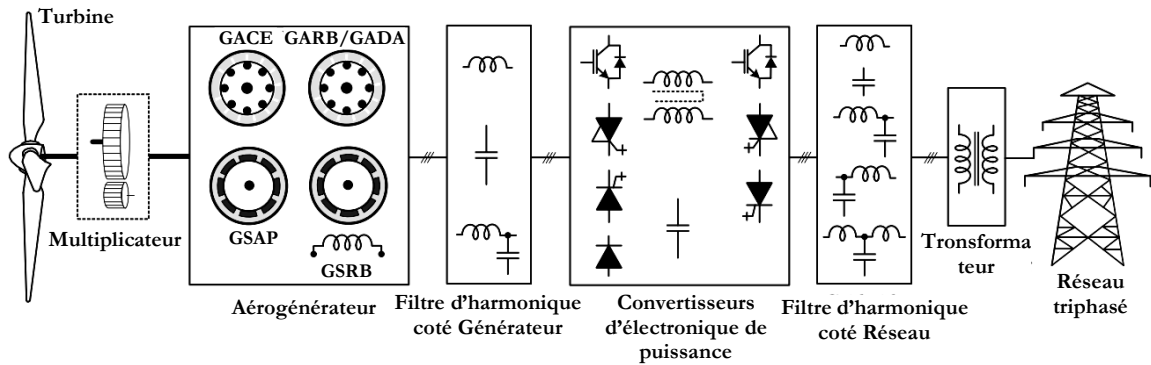 Turbine
GACE
GARB/GADA
GSAP
GSRB
Multiplicateur
Aérogénérateur
Filtre d'harmonique
coté Générateur
Convertisseurs
d'électronique de
puissance
Filtre d'harmonique
coté Réseau
Tronsforma
teur
Réseau
triphasé